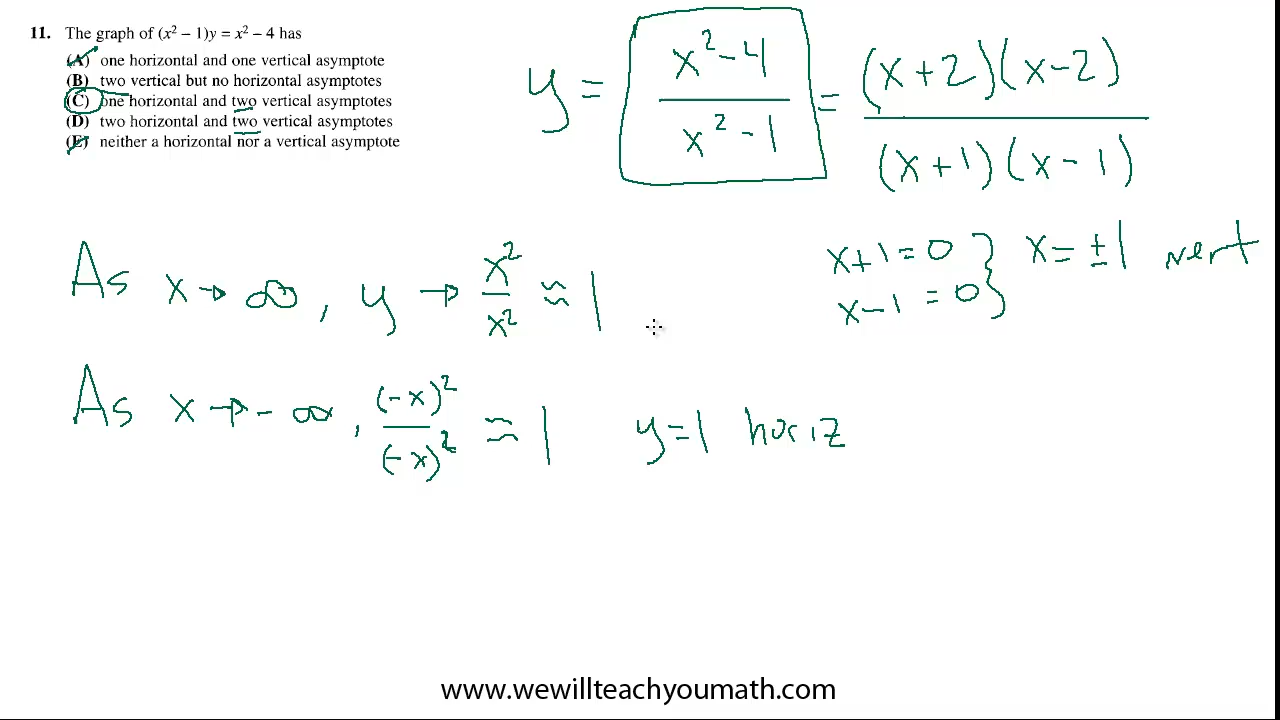 11. The graph of (x² – 1)y = x² – 4 has
(A) one horizontal and one vertical asymptote
(B) two vertical but no horizontal asymptotes
(C) one horizontal and two vertical asymptotes
(D) two horizontal and two vertical asymptotes
(E) neither a horizontal nor a vertical asymptote
y = (x² - 4)/(x² - 1) = ((x+2)(x-2))/((x+1)(x-1))
x+1 = 0
x-1 = 0 } x = ±1 vert
As x → ∞, y → x²/x² ≈ 1
As x → -∞, (-x)²/(-x)² ≈ 1 y=1 horiz
www.wewillteachyoumath.com